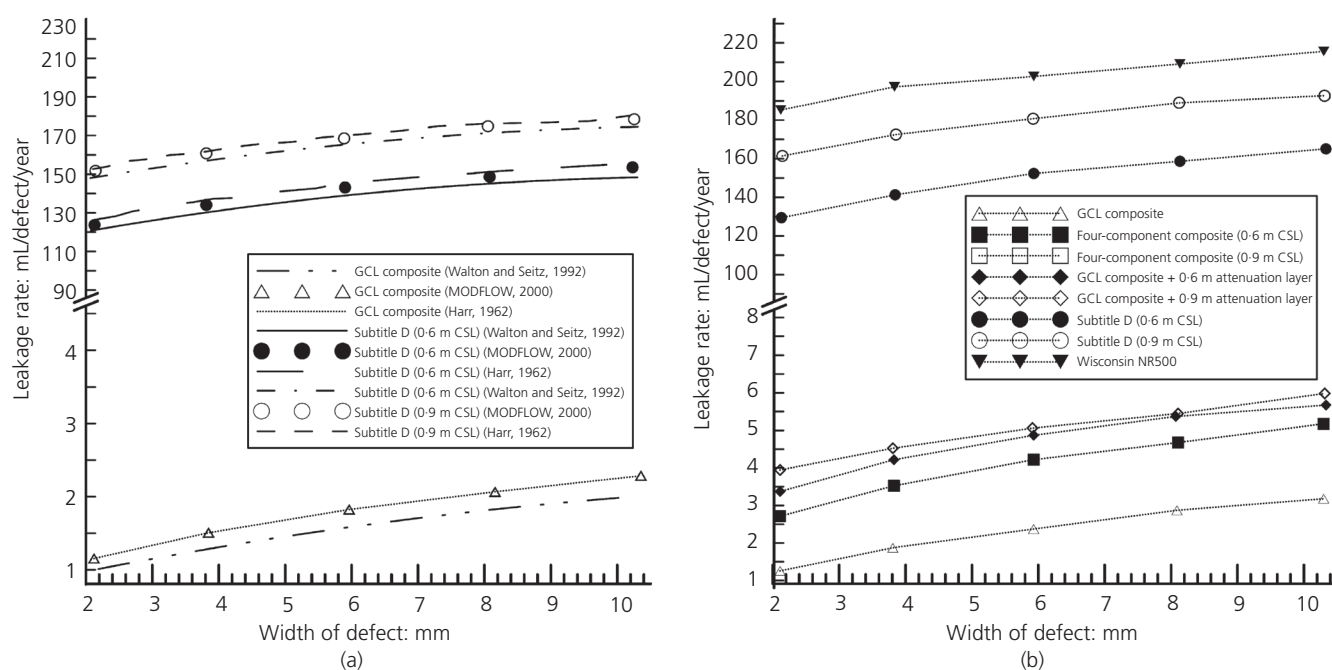 230
210
190
170
150
130
110
90
4
3
2
1
Leakage rate: mL/defect/year
GCL composite (Walton and Seitz, 1992)
GCL composite (MODFLOW, 2000)
GCL composite (Harr, 1962)
Subtitle D (0·6 m CSL) (Walton and Seitz, 1992)
Subtitle D (0·6 m CSL) (MODFLOW, 2000)
Subtitle D (0·6 m CSL) (Harr, 1962)
Subtitle D (0·6 m CSL) (Walton and Seitz, 1992)
Subtitle D (0·9 m CSL) (MODFLOW, 2000)
Subtitle D (0·9 m CSL) (Harr, 1962)
2 3 4 5 6 7 8 9 10
Width of defect: mm
(a)
220
200
180
160
140
120
100
8
7
6
5
4
3
2
1
Leakage rate: mL/defect/year
GCL composite
Four-component composite (0·6 m CSL)
Four-component composite (0·9 m CSL)
GCL composite + 0·6 m attenuation layer
GCL composite + 0·9 m attenuation layer
Subtitle D (0·6 m CSL)
Subtitle D (0·9 m CSL)
Wisconsin NR500
2 3 4 5 6 7 8 9 10
Width of defect: mm
(b)